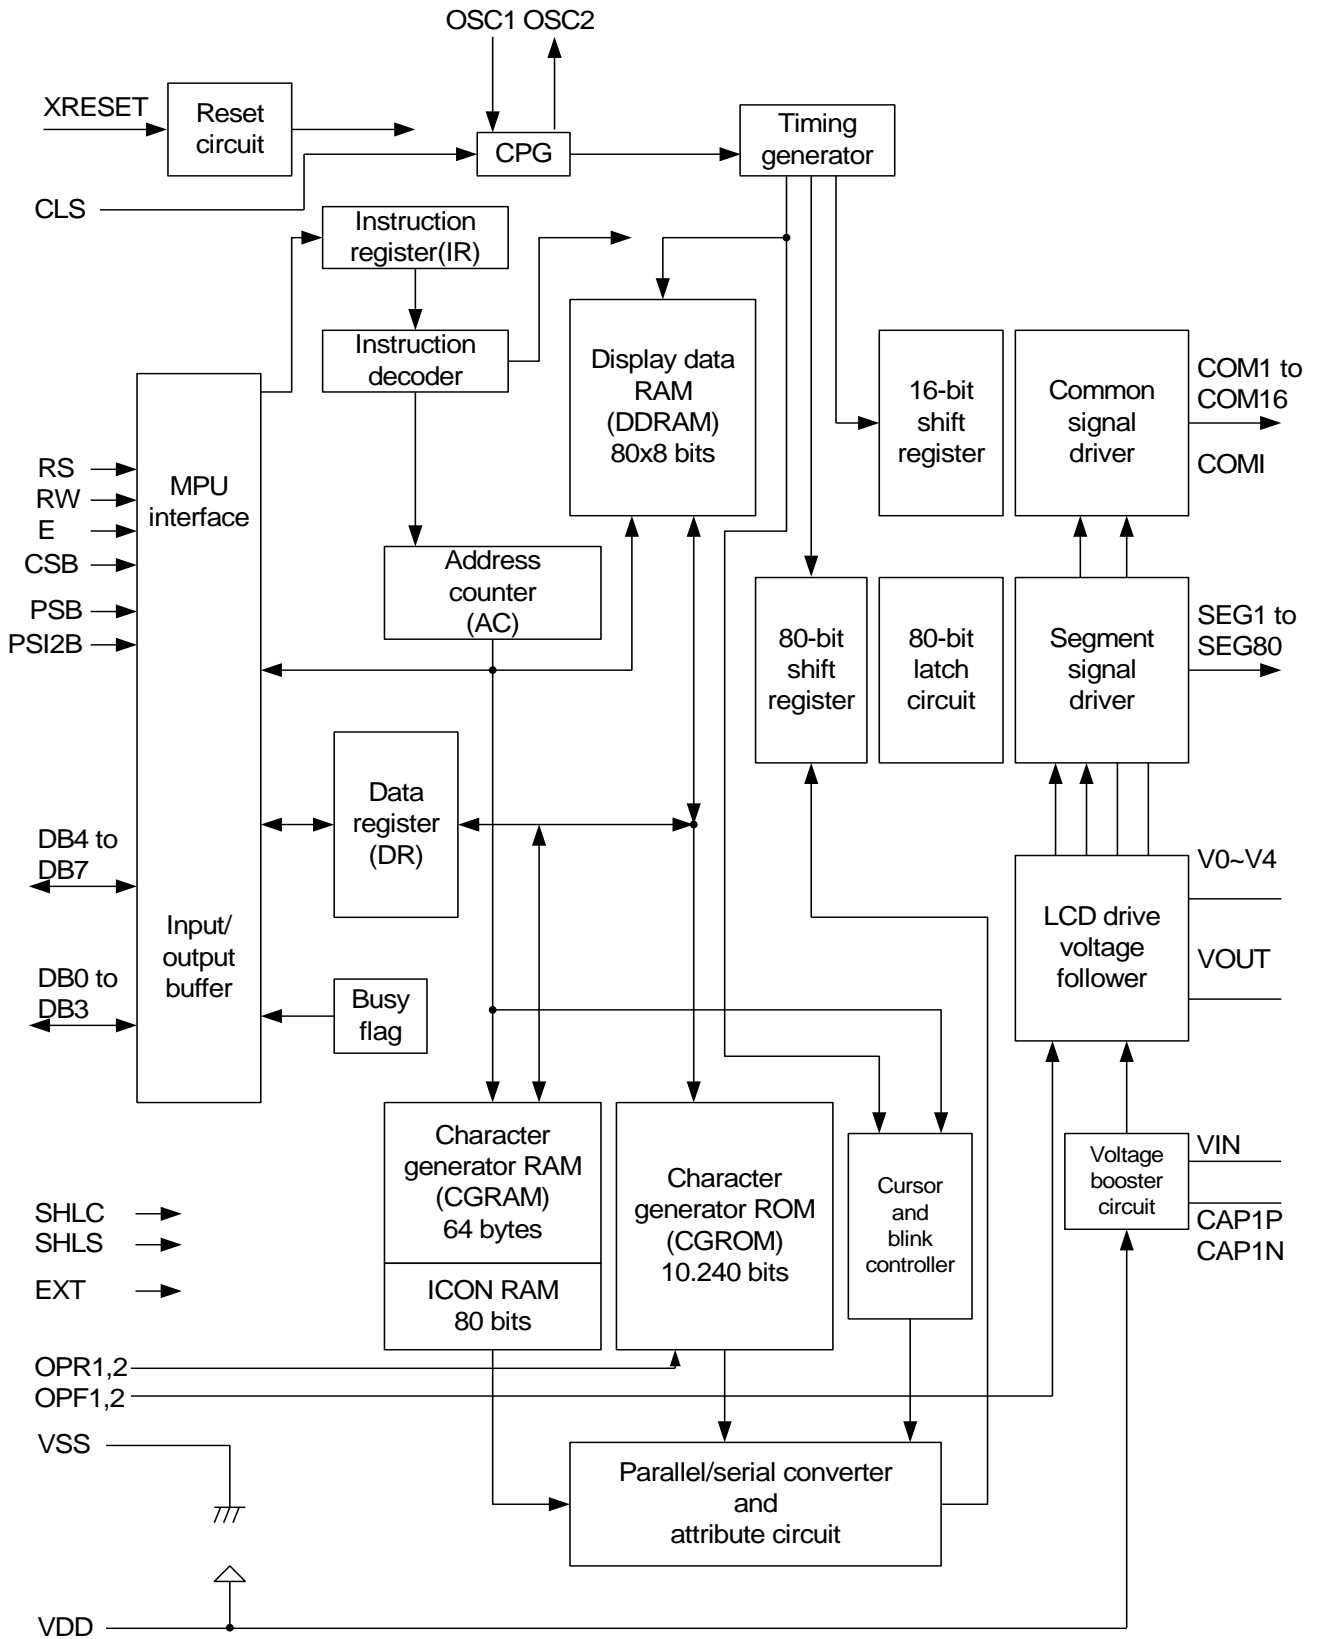 OSC1 OSC2
XRESET
Reset
circuit
CPG
Timing
generator
CLS
Instruction
register(IR)
Instruction
decoder
Display data
RAM
(DDRAM)
80x8 bits
16-bit
shift
register
Common
signal
driver
COM1 to
COM16
COMI
RS
RW
E
CSB
PSB
PSI2B
MPU
interface
Address
counter
(AC)
80-bit
shift
register
80-bit
latch
circuit
Segment
signal
driver
SEG1 to
SEG80
Data
register
(DR)
DB4 to
DB7
DB0 to
DB3
Input/
output
buffer
Busy
flag
LCD drive
voltage
follower
V0~V4
VOUT
Character
generator RAM
(CGRAM)
64 bytes
ICON RAM
80 bits
Character
generator ROM
(CGROM)
10.240 bits
Cursor
and
blink
controller
Voltage
booster
circuit
VIN
CAP1P
CAP1N
SHLC
SHLS
EXT
OPR1,2
OPF1,2
VSS
Parallel/serial converter
and
attribute circuit
VDD